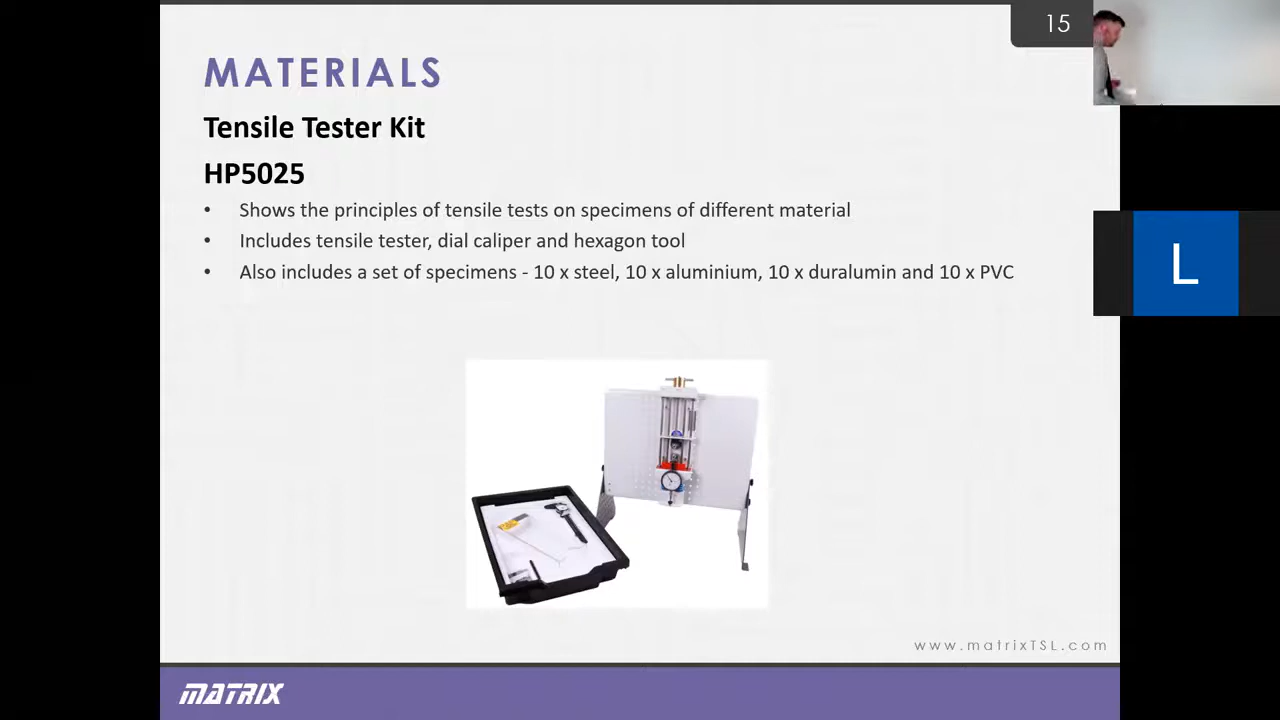 15
MATERIALS
Tensile Tester Kit
HP5025
• Shows the principles of tensile tests on specimens of different material
• Includes tensile tester, dial caliper and hexagon tool
• Also includes a set of specimens - 10 x steel, 10 x aluminium, 10 x duralumin and 10 x PVC
L
www.matrixTSL.com
MATRIX